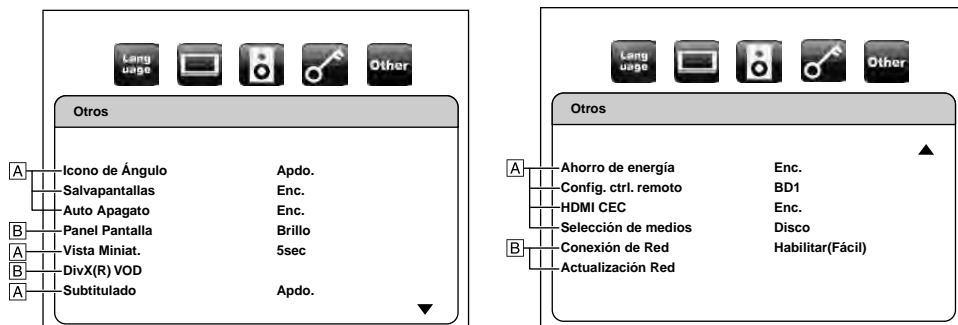 Lang
uage
Other
Otros
A Icono de Ángulo Apdo.
Salvapantallas Enc.
Auto Apagato Enc.
B Panel Pantalla Brillo
A Vista Miniat. 5sec
B DivX(R) VOD
A Subtitulado Apdo.
Lang
uage
Other
Otros
A Ahorro de energía Enc.
Config. ctrl. remoto BD1
HDMI CEC Enc.
Selección de medios Disco
B Conexión de Red Habilitar(Fácil)
Actualización Red